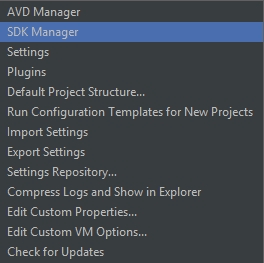 AVD Manager
SDK Manager
Settings
Plugins
Default Project Structure...
Run Configuration Templates for New Projects
Import Settings
Export Settings
Settings Repository...
Compress Logs and Show in Explorer
Edit Custom Properties...
Edit Custom VM Options...
Check for Updates